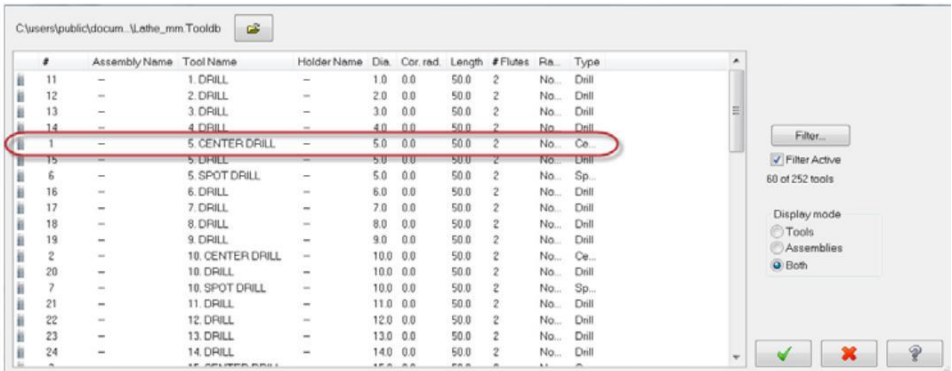 C:\users\public\docum...\Lathe_mm.Tooldb
# Assembly Name Tool Name Holder Name Dia. Cor. rad. Length # Flutes Ra... Type
11 -- 1. DRILL -- 1.0 0.0 50.0 2 No... Drill
12 -- 2. DRILL -- 2.0 0.0 50.0 2 No... Drill
13 -- 3. DRILL -- 3.0 0.0 50.0 2 No... Drill
14 -- 4. DRILL -- 4.0 0.0 50.0 2 No... Drill
1 -- 5. CENTER DRILL -- 5.0 0.0 50.0 2 No... Ce...
15 -- 5. DRILL -- 5.0 0.0 50.0 2 No... Drill
6 -- 5. SPOT DRILL -- 5.0 0.0 50.0 2 No... Sp...
16 -- 6. DRILL -- 6.0 0.0 50.0 2 No... Drill
17 -- 7. DRILL -- 7.0 0.0 50.0 2 No... Drill
18 -- 8. DRILL -- 8.0 0.0 50.0 2 No... Drill
19 -- 9. DRILL -- 9.0 0.0 50.0 2 No... Drill
2 -- 10. CENTER DRILL -- 10.0 0.0 50.0 2 No... Ce...
20 -- 10. DRILL -- 10.0 0.0 50.0 2 No... Drill
7 -- 10. SPOT DRILL -- 10.0 0.0 50.0 2 No... Sp...
21 -- 11. DRILL -- 11.0 0.0 50.0 2 No... Drill
22 -- 12. DRILL -- 12.0 0.0 50.0 2 No... Drill
23 -- 13. DRILL -- 13.0 0.0 50.0 2 No... Drill
24 -- 14. DRILL -- 14.0 0.0 50.0 2 No... Drill
15. CENTER DRILL
Filter...
Filter Active
60 of 252 tools
Display mode
Tools
Assemblies
Both